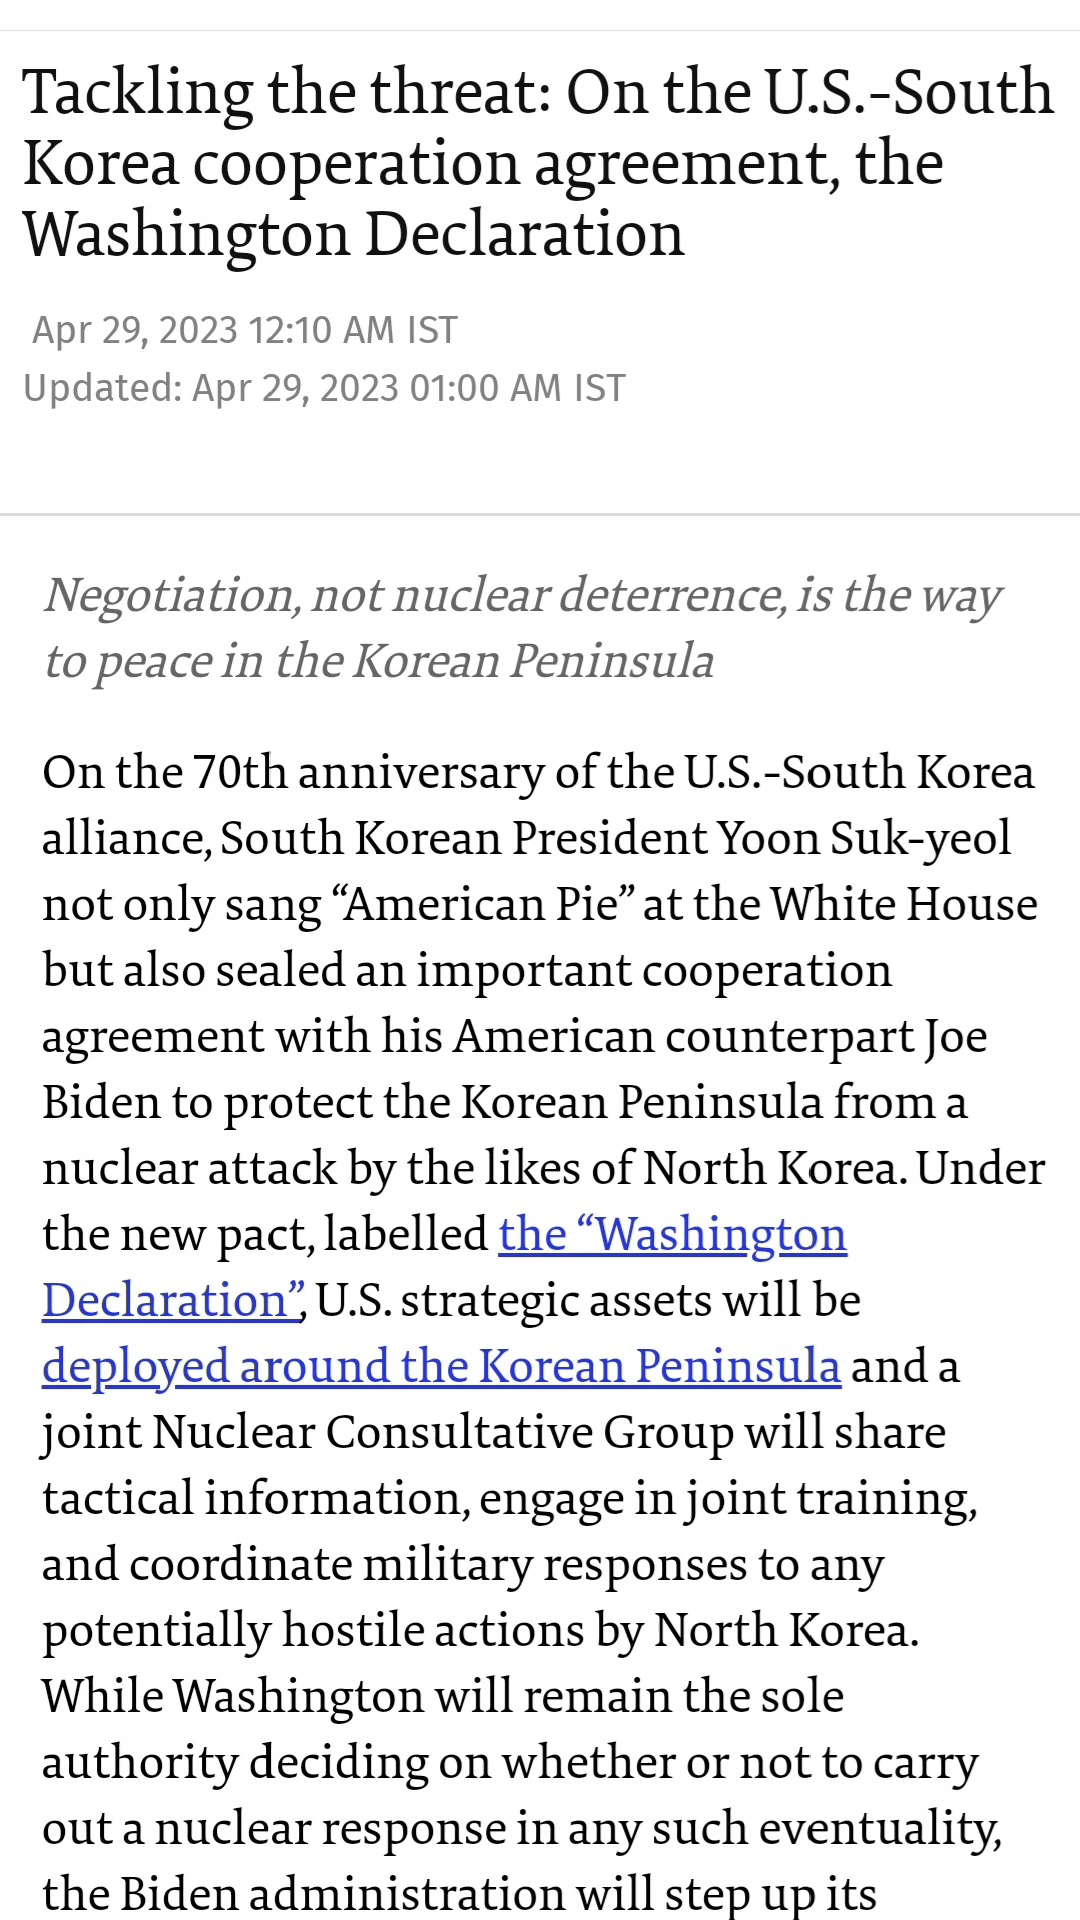 Tackling the threat: On the U.S.-South
Korea cooperation agreement, the
Washington Declaration
Apr 29, 2023 12:10 AM IST
Updated: Apr 29, 2023 01:00 AM IST
Negotiation, not nuclear deterrence, is the way
to peace in the Korean Peninsula
On the 70th anniversary of the U.S.-South Korea
alliance, South Korean President Yoon Suk-yeol
not only sang “American Pie” at the White House
but also sealed an important cooperation
agreement with his American counterpart Joe
Biden to protect the Korean Peninsula from a
nuclear attack by the likes of North Korea. Under
the new pact, labelled the “Washington
Declaration”, U.S. strategic assets will be
deployed around the Korean Peninsula and a
joint Nuclear Consultative Group will share
tactical information, engage in joint training,
and coordinate military responses to any
potentially hostile actions by North Korea.
While Washington will remain the sole
authority deciding on whether or not to carry
out a nuclear response in any such eventuality,
the Biden administration will step up its